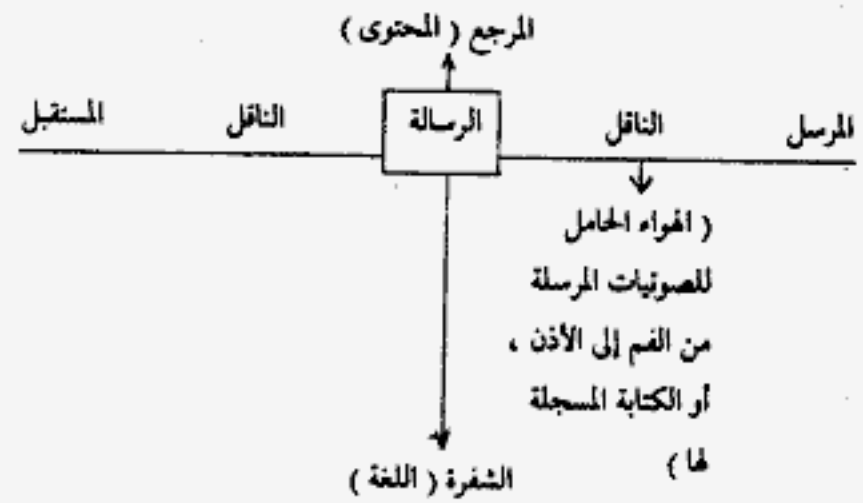 المرجع ( المحتوى )
المرسل الناقل الرسالة الناقل المستقبل
( الهواء الحامل
للصوتيات المرسلة
من الفم إلى الأذن ،
أو الكتابة المسجلة
لها )
الشفرة ( اللغة )